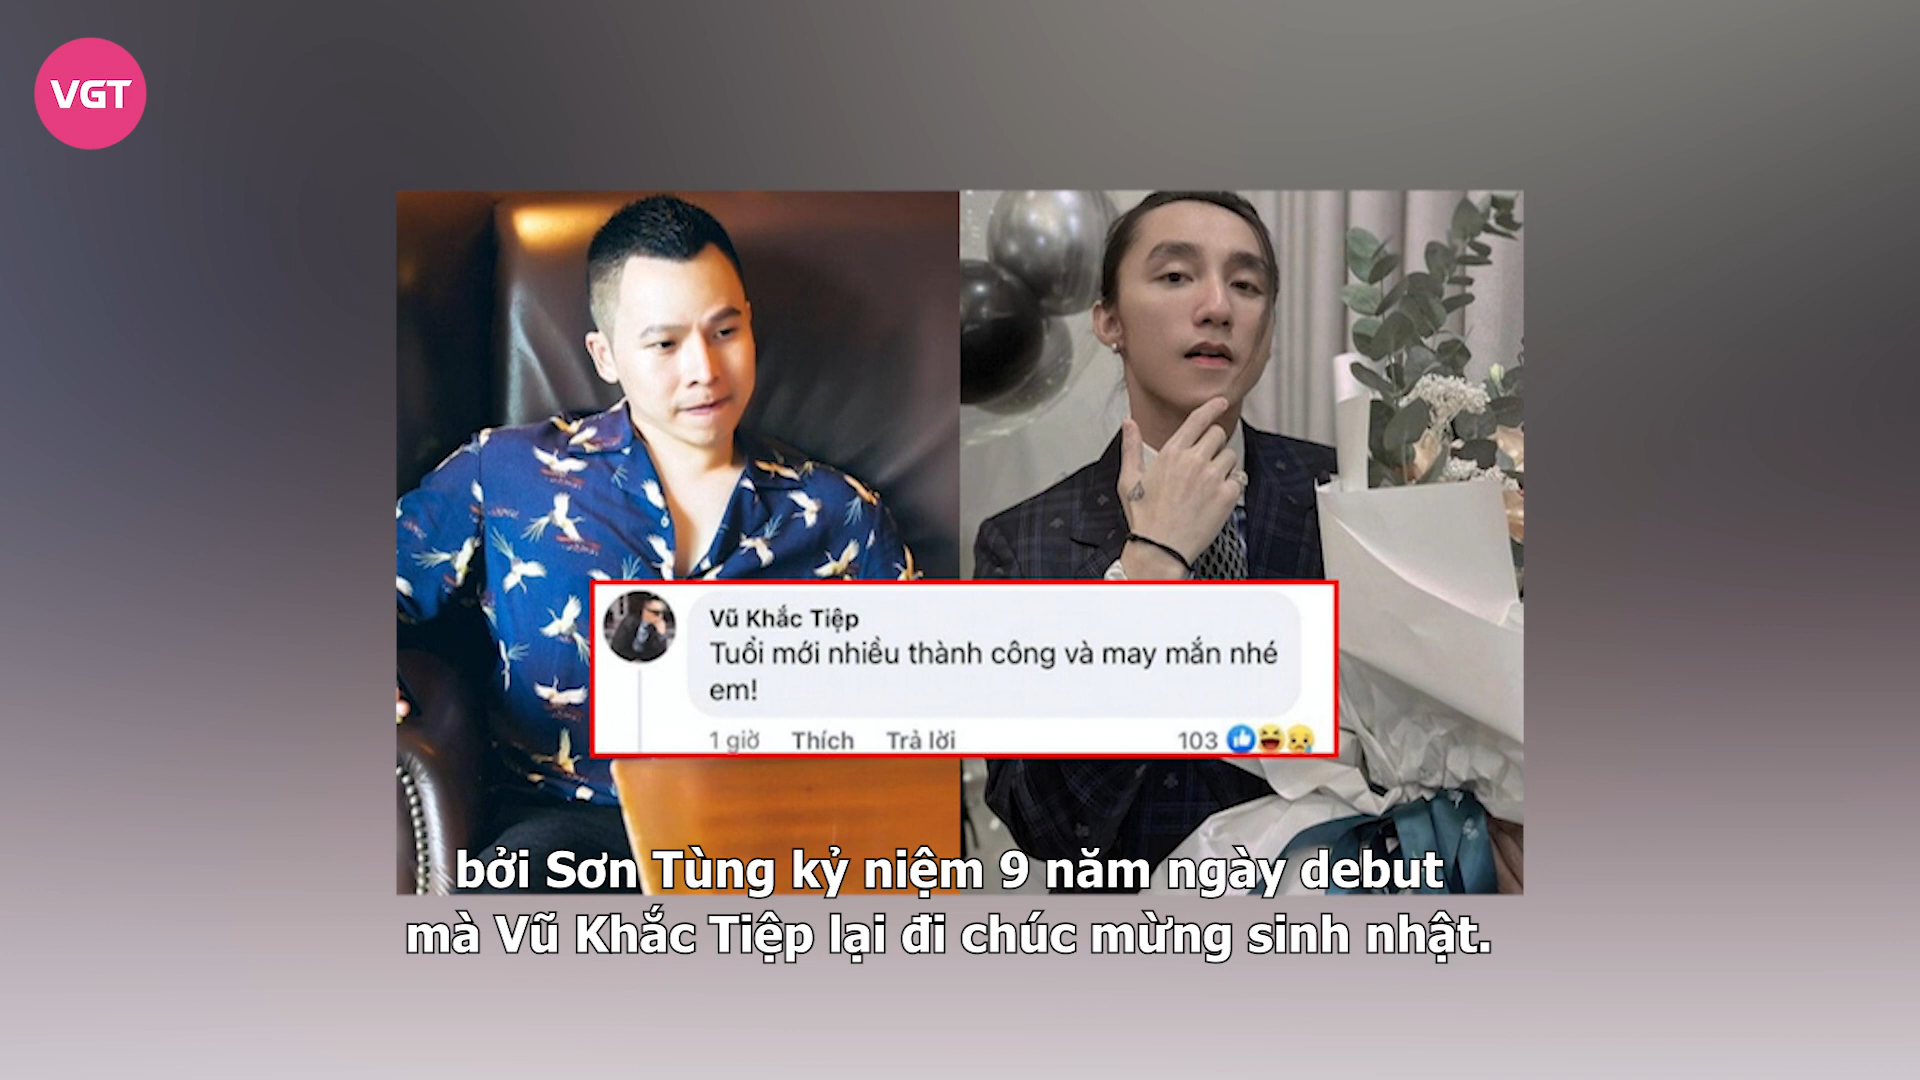 VGT
Vũ Khắc Tiệp
Tuổi mới nhiều thành công và may mắn nhé
em!
1 giờ Thích Trả lời 103
bởi Sơn Tùng kỷ niệm 9 năm ngày debut
mà Vũ Khắc Tiệp lại đi chúc mừng sinh nhật.